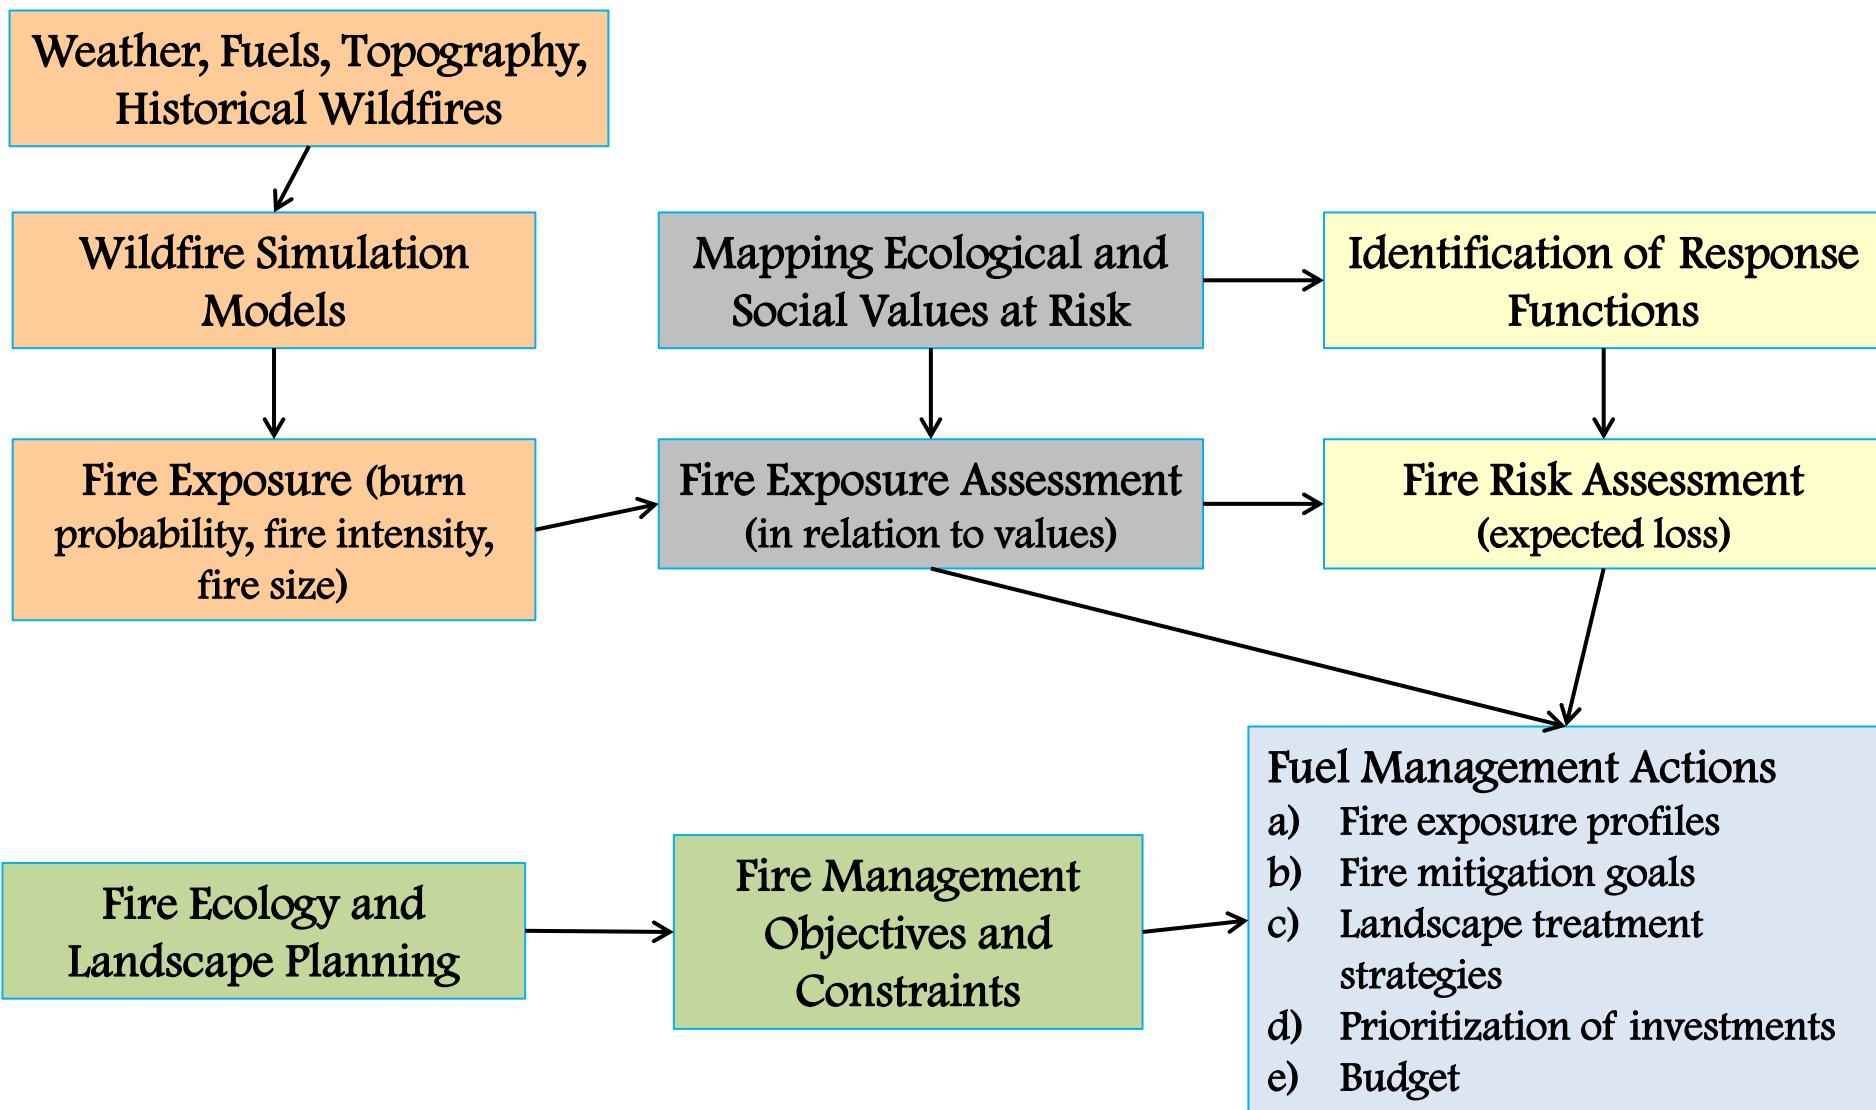 Weather, Fuels, Topography,
Historical Wildfires
Wildfire Simulation
Models
Mapping Ecological and
Social Values at Risk
Identification of Response
Functions
Fire Exposure (burn
probability, fire intensity,
fire size)
Fire Exposure Assessment
(in relation to values)
Fire Risk Assessment
(expected loss)
Fire Ecology and
Landscape Planning
Fire Management
Objectives and
Constraints
Fuel Management Actions
a) Fire exposure profiles
b) Fire mitigation goals
c) Landscape treatment
strategies
d) Prioritization of investments
e) Budget